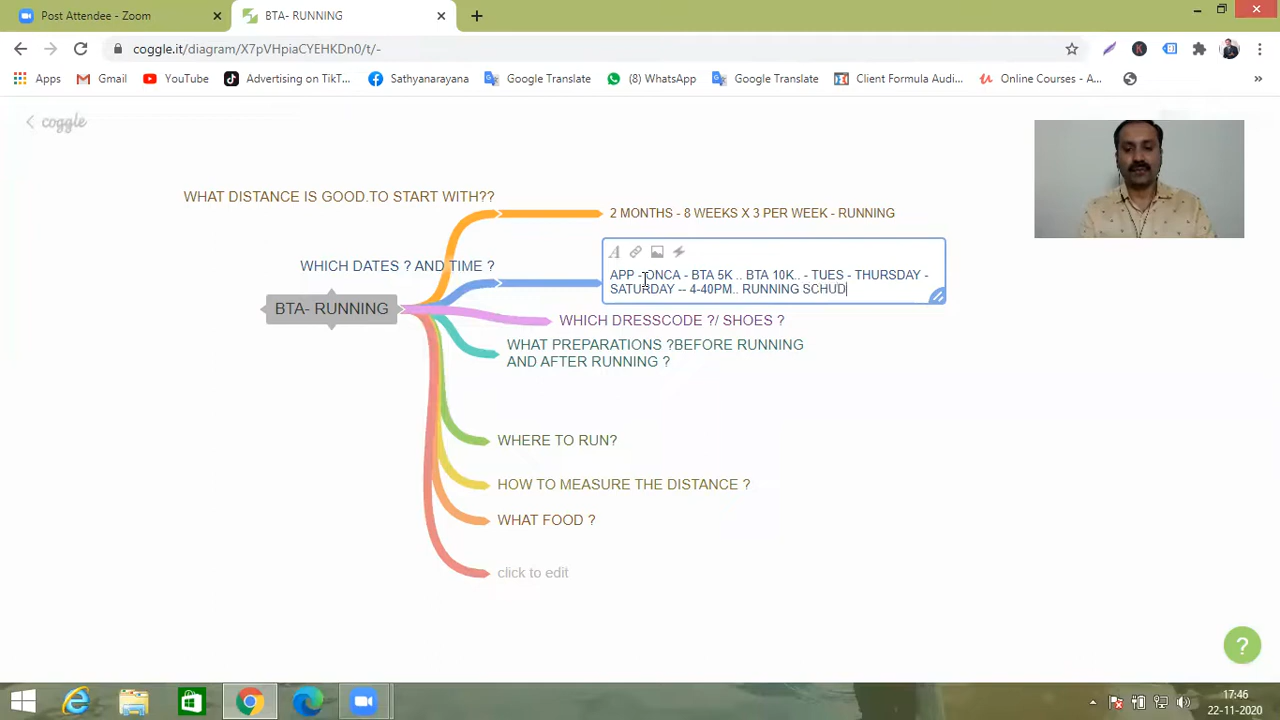 Post Attendee - Zoom
BTA- RUNNING
coggle.it/diagram/X7pVHpiaCYEHKDn0/t/-
Apps
Gmail
YouTube
Advertising on TikT...
Sathyanarayana
Google Translate
(8) WhatsApp
Google Translate
Client Formula Audi...
Online Courses - A...
»
coggle
WHAT DISTANCE IS GOOD.TO START WITH??
2 MONTHS - 8 WEEKS X 3 PER WEEK - RUNNING
WHICH DATES ? AND TIME ?
APP - ONCA - BTA 5K .. BTA 10K.. - TUES - THURSDAY -
SATURDAY -- 4-40PM.. RUNNING SCHUD
BTA- RUNNING
WHICH DRESSCODE ?/ SHOES ?
WHAT PREPARATIONS ?BEFORE RUNNING
AND AFTER RUNNING ?
WHERE TO RUN?
HOW TO MEASURE THE DISTANCE ?
WHAT FOOD ?
click to edit
?
17:46
22-11-2020